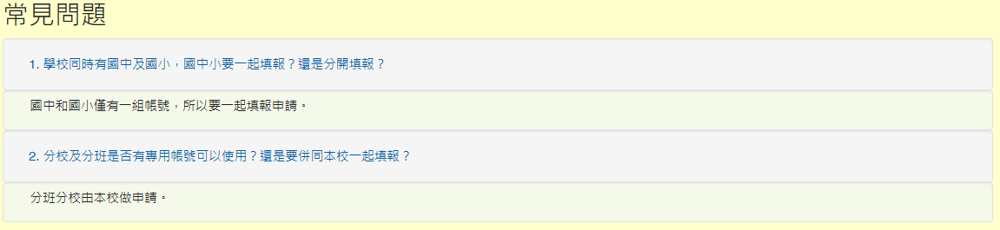 常見問題
1. 學校同時有國中及國小，國中小要一起填報？還是分開填報？
國中和國小僅有一組帳號，所以要一起填報申請。
2. 分校及分班是否有專用帳號可以使用？還是要併同本校一起填報？
分班分校由本校做申請。